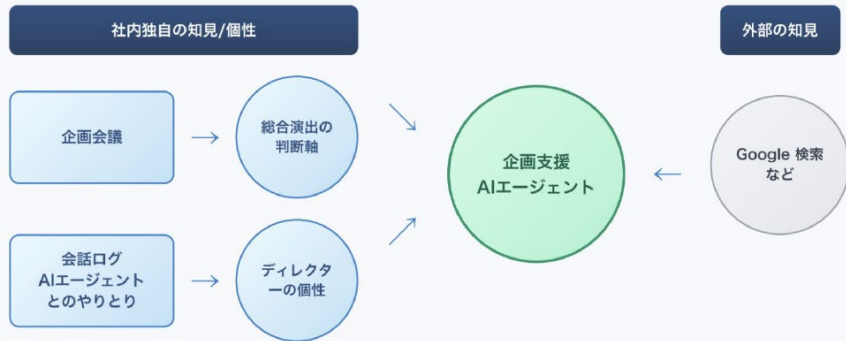 社内独自の知見/個性
外部の知見
企画会議
総合演出の
判断軸
会話ログ
AIエージェント
とのやりとり
ディレクタ
ーの個性
企画支援
AIエージェント
Google 検索
など